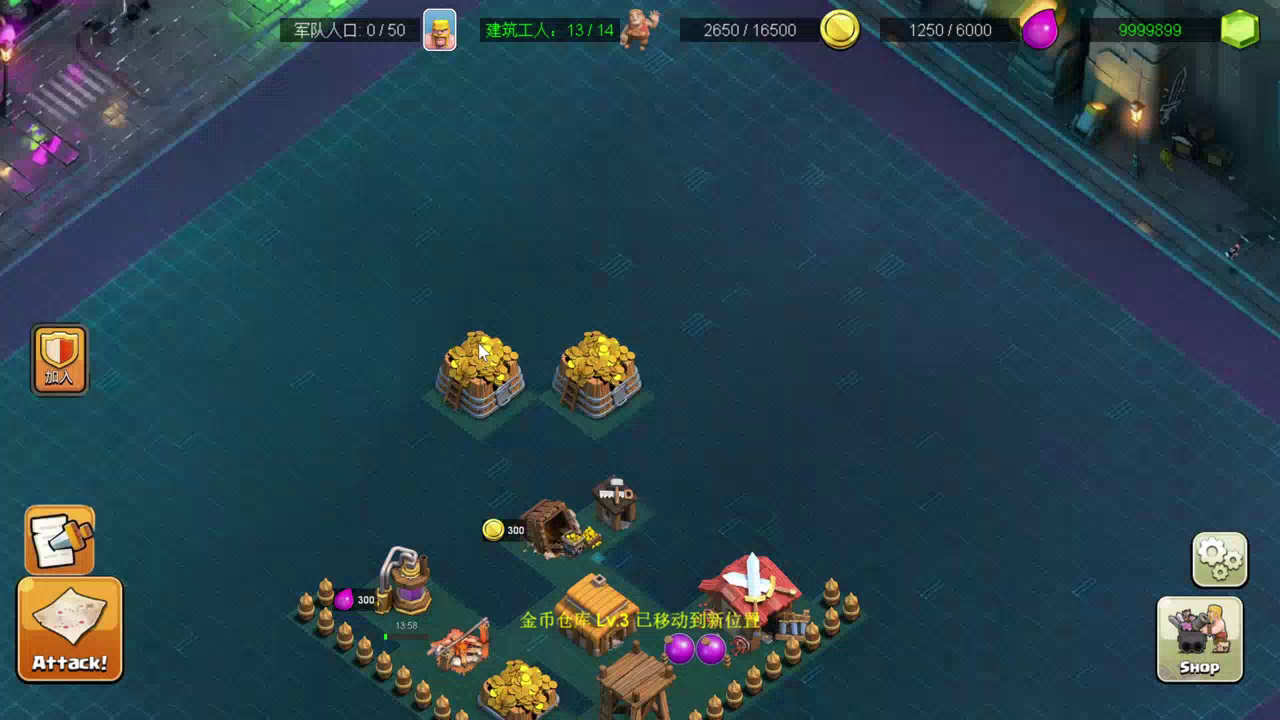 军队人口: 0 / 50
建筑工人: 13 / 14
2650 / 16500
1250 / 6000
9999899
加入
300
300
13:58
金币仓库 Lv.3 已移动到新位置
Attack!
SHOP